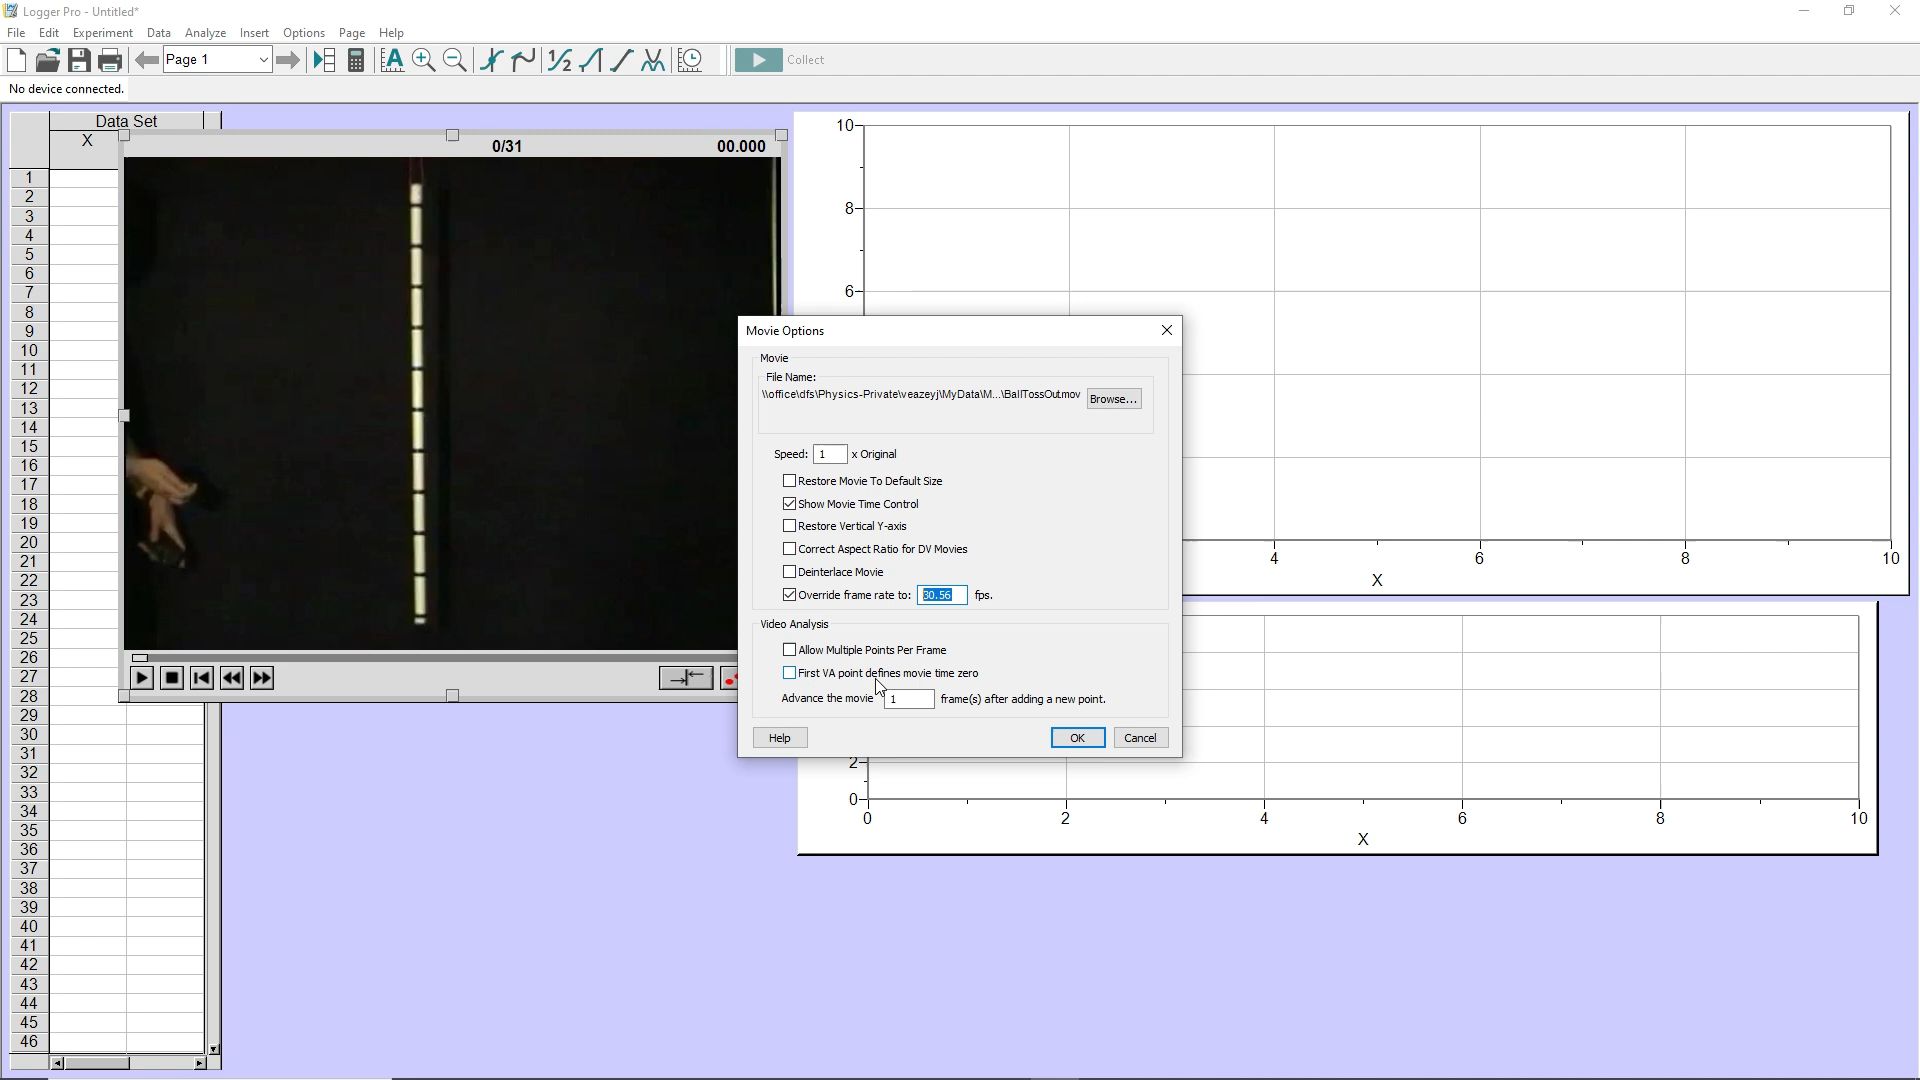 Logger Pro - Untitled*
File Edit Experiment Data Analyze Insert Options Page Help
Page 1
1/2
Collect
No device connected.
Data Set
X
1
2
3
4
5
6
7
8
9
10
11
12
13
14
15
16
17
18
19
20
21
22
23
24
25
26
27
28
29
30
31
32
33
34
35
36
37
38
39
40
41
42
43
44
45
46
0/31 00.000
10
8
6
4 6 8 10
X
Movie Options
Movie
File Name:
\\office\dfs\Physics-Private\veazeyj\MyData\M...\BallTossOut.mov Browse...
Speed: 1 x Original
Restore Movie To Default Size
Show Movie Time Control
Restore Vertical Y-axis
Correct Aspect Ratio for DV Movies
Deinterlace Movie
Override frame rate to: 30.56 fps.
Video Analysis
Allow Multiple Points Per Frame
First VA point defines movie time zero
Advance the movie 1 frame(s) after adding a new point.
Help OK Cancel
2
0
0 2 4 6 8 10
X